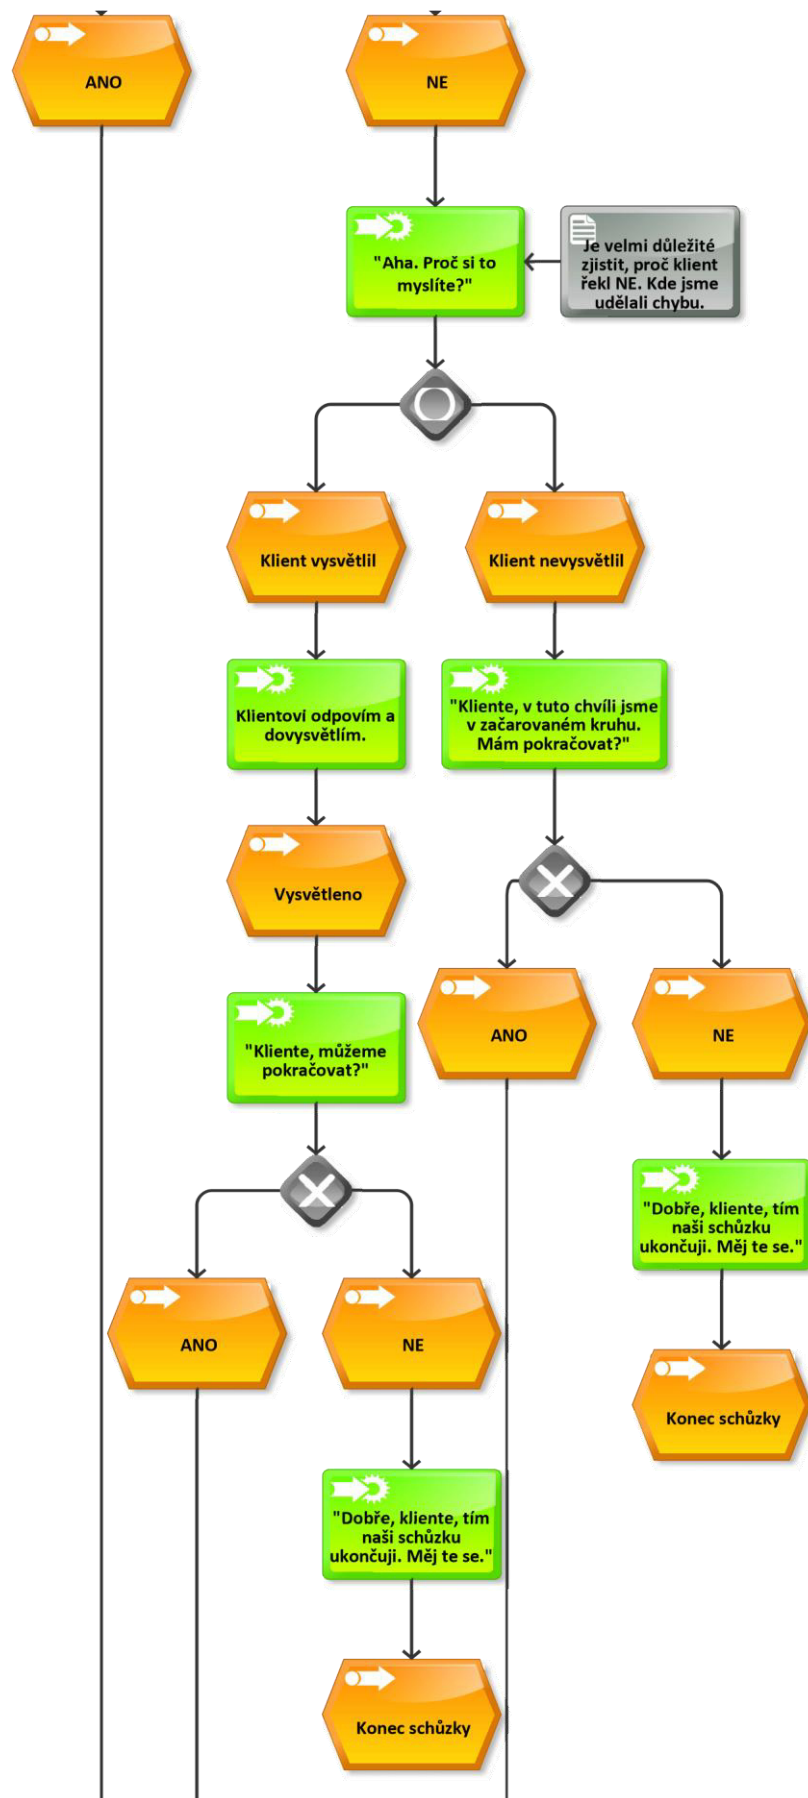 ANO
NE
"Aha. Proč si to
myslíte?"
Je velmi důležité
zjistit, proč klient
řekl NE. Kde jsme
udělali chybu.
Klient vysvětlil
Klient nevysvětlil
Klientovi odpovím a
dovysvětlím.
"Kliente, v tuto chvíli jsme
v začarovaném kruhu.
Mám pokračovat?"
Vysvětleno
ANO
NE
"Kliente, můžeme
pokračovat?"
"Dobře, kliente, tím
naši schůzku
ukončuji. Měj te se."
ANO
NE
Konec schůzky
"Dobře, kliente, tím
naši schůzku
ukončuji. Měj te se."
Konec schůzky